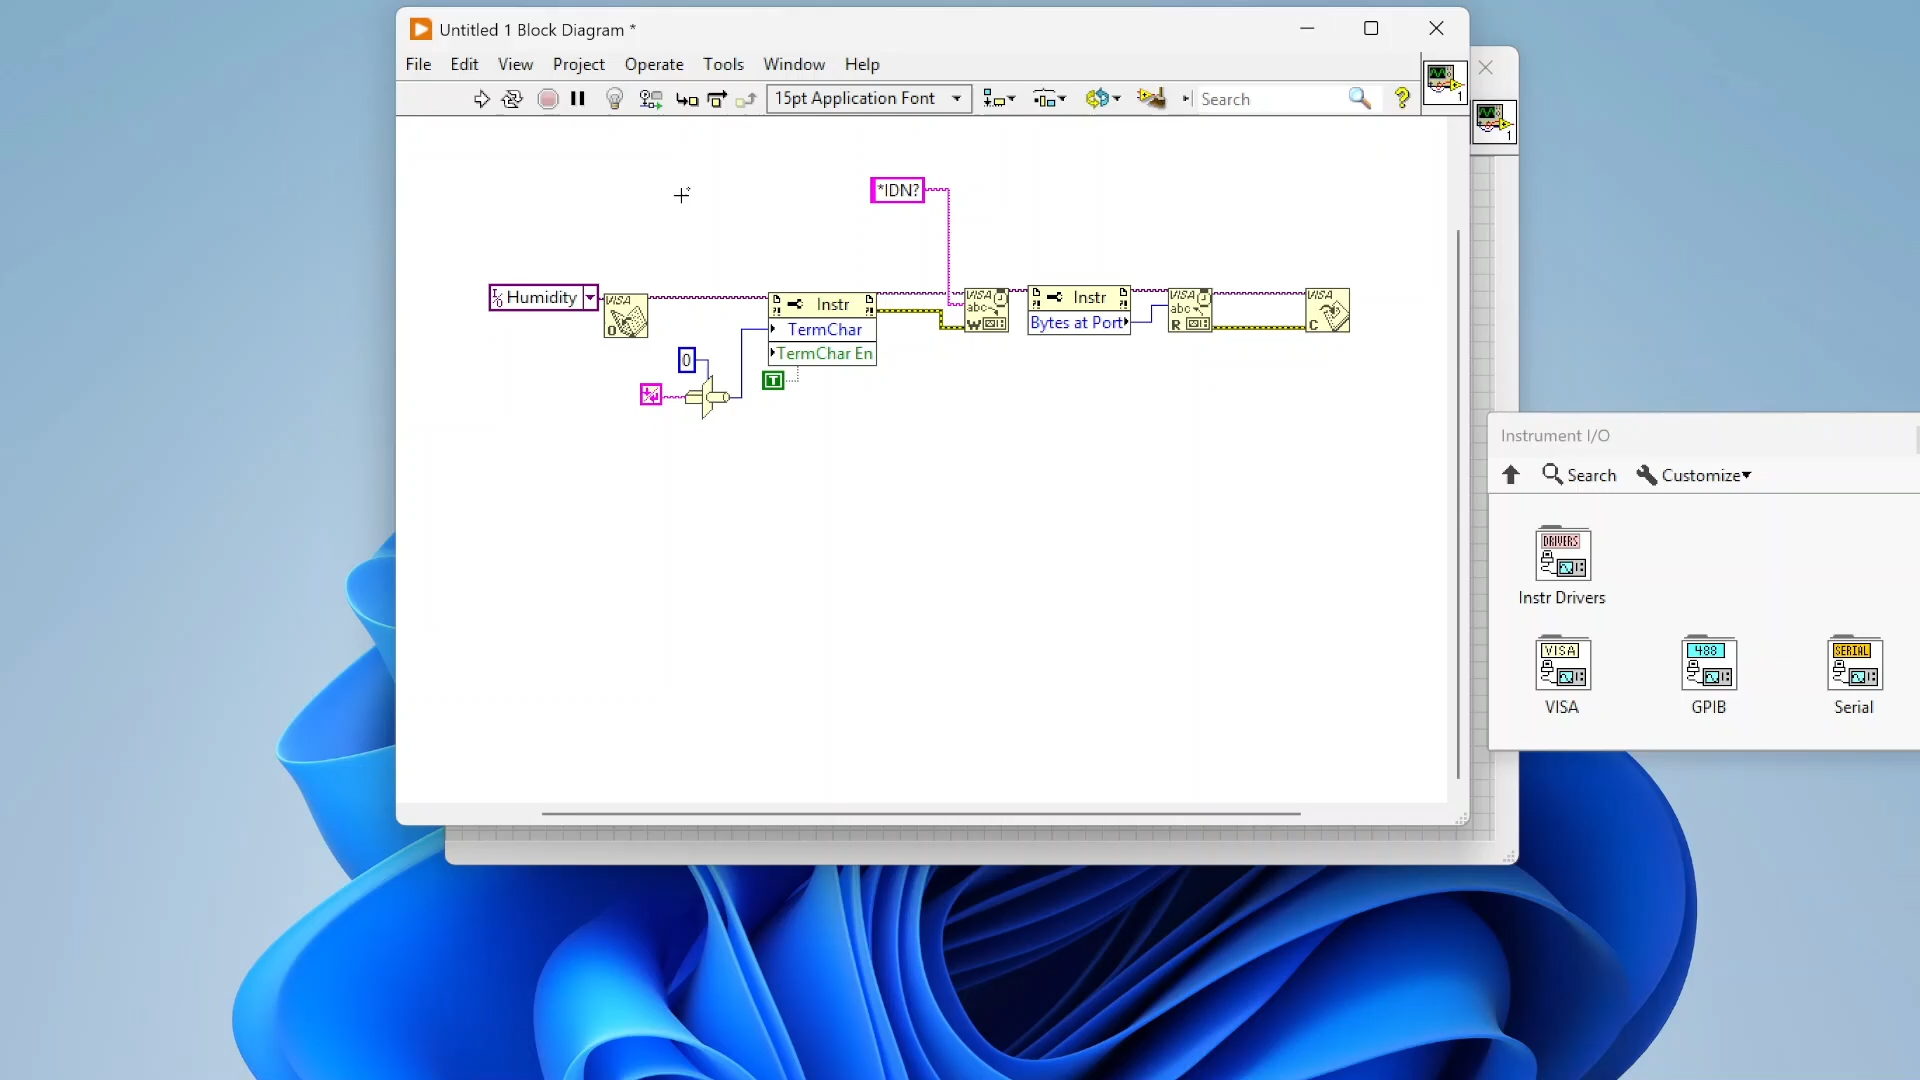 Untitled 1 Block Diagram *
File Edit View Project Operate Tools Window Help
15pt Application Font
Search
1
1
*IDN?
Humidity
VISA
O
Instr
TermChar
TermChar En
0
T
VISA
abc
W
Instr
Bytes at Port
VISA
abc
R
VISA
C
Instrument I/O
Search Customize
DRIVERS
Instr Drivers
VISA
488
SERIAL
VISA GPIB Serial